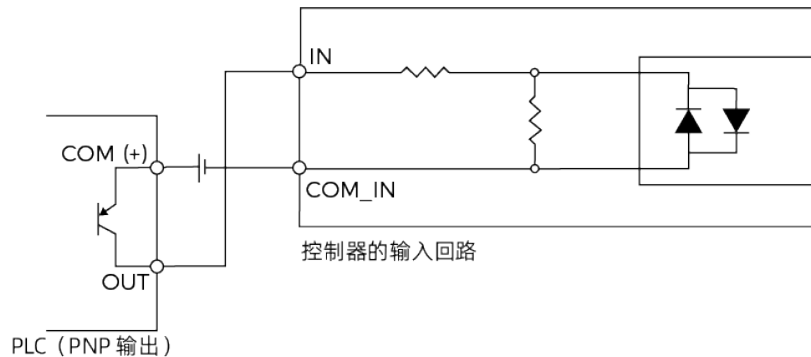 IN
COM (+)
COM_IN
控制器的输入回路
OUT
PLC（PNP 输出）